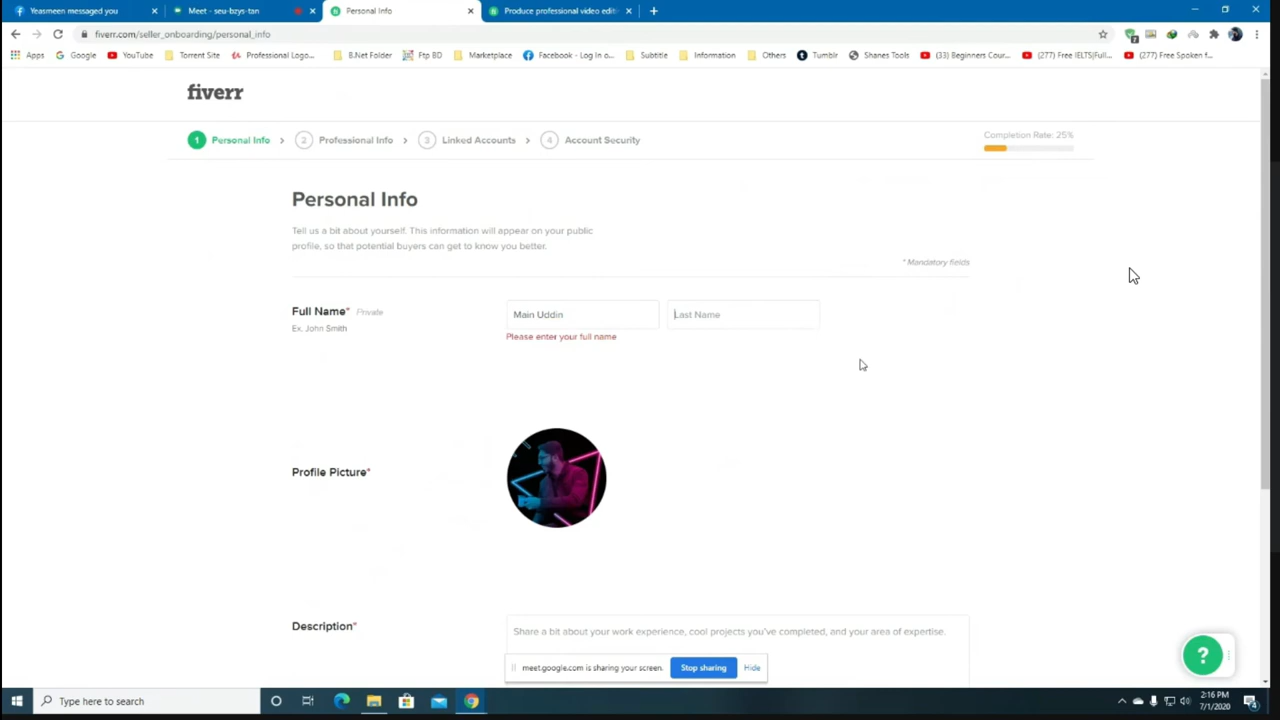 Yeasmeen messaged you
Meet - seu-bzys-tan
Personal Info
Produce professional video editi
fiverr.com/seller_onboarding/personal_info
Apps
Google
YouTube
Torrent Site
Professional Logo...
B.Net Folder
Ftp BD
Marketplace
Facebook - Log In o...
Subtitle
Information
Others
Tumblr
Shanes Tools
(33) Beginners Cour...
(277) Free IELTS|Full...
(277) Free Spoken f...
fiverr
1 Personal Info
2 Professional Info
3 Linked Accounts
4 Account Security
Completion Rate: 25%
Personal Info
Tell us a bit about yourself. This information will appear on your public
profile, so that potential buyers can get to know you better.
* Mandatory fields
Full Name* Private
Main Uddin
Last Name
Ex. John Smith
Please enter your full name
Profile Picture*
Description*
Share a bit about your work experience, cool projects you've completed, and your area of expertise.
meet.google.com is sharing your screen.
Stop sharing
Hide
?
Type here to search
2:16 PM
7/1/2020
4